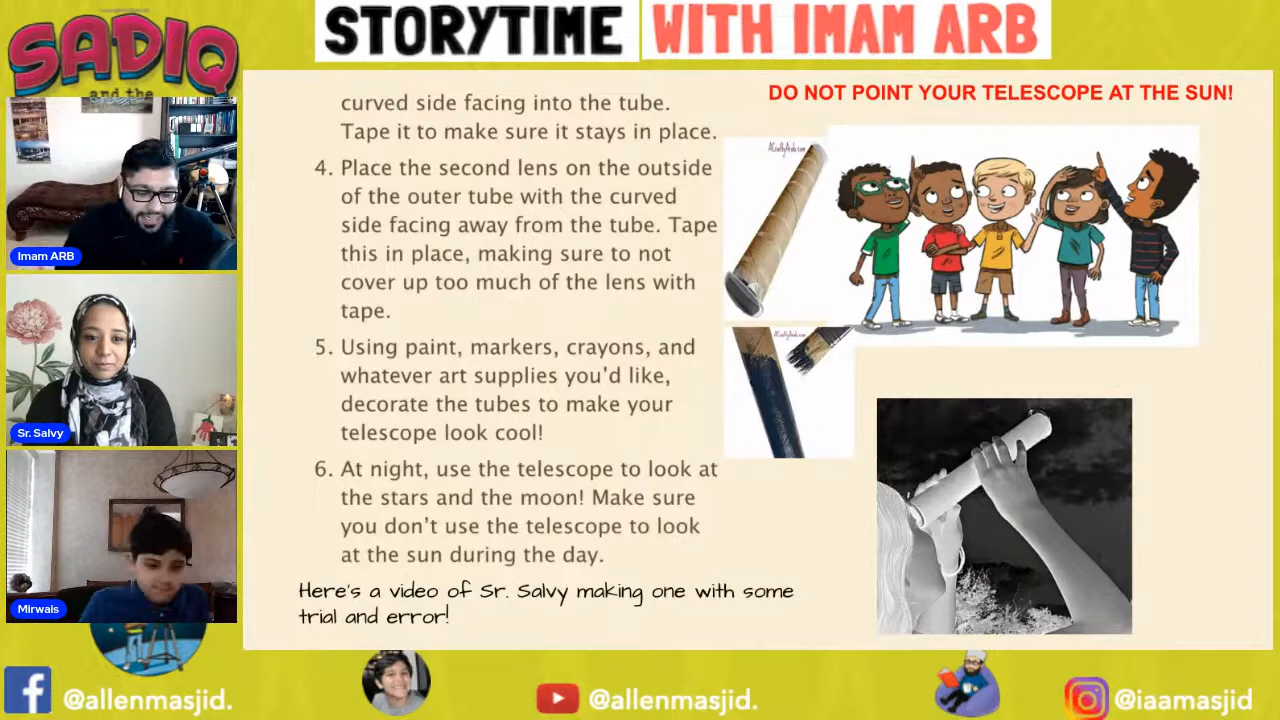 SADIQ
and the
STORYTIME WITH IMAM ARB
Imam ARB
Sr. Salvy
Mirwais
curved side facing into the tube.
Tape it to make sure it stays in place.
4. Place the second lens on the outside
of the outer tube with the curved
side facing away from the tube. Tape
this in place, making sure to not
cover up too much of the lens with
tape.
5. Using paint, markers, crayons, and
whatever art supplies you’d like,
decorate the tubes to make your
telescope look cool!
6. At night, use the telescope to look at
the stars and the moon! Make sure
you don’t use the telescope to look
at the sun during the day.
Here's a video of Sr. Salvy making one with some
trial and error!
DO NOT POINT YOUR TELESCOPE AT THE SUN!
ACraftyArab.com
ACraftyArab.com
@allenmasjid.
@allenmasjid.
@iaamasjid